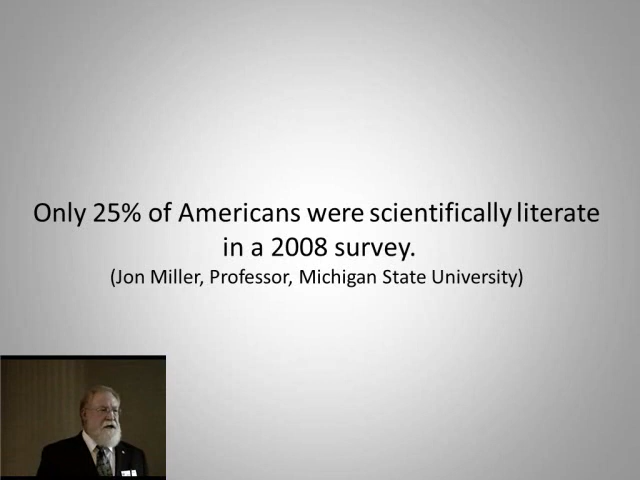 Only 25% of Americans were scientifically literate
in a 2008 survey.
(Jon Miller, Professor, Michigan State University)